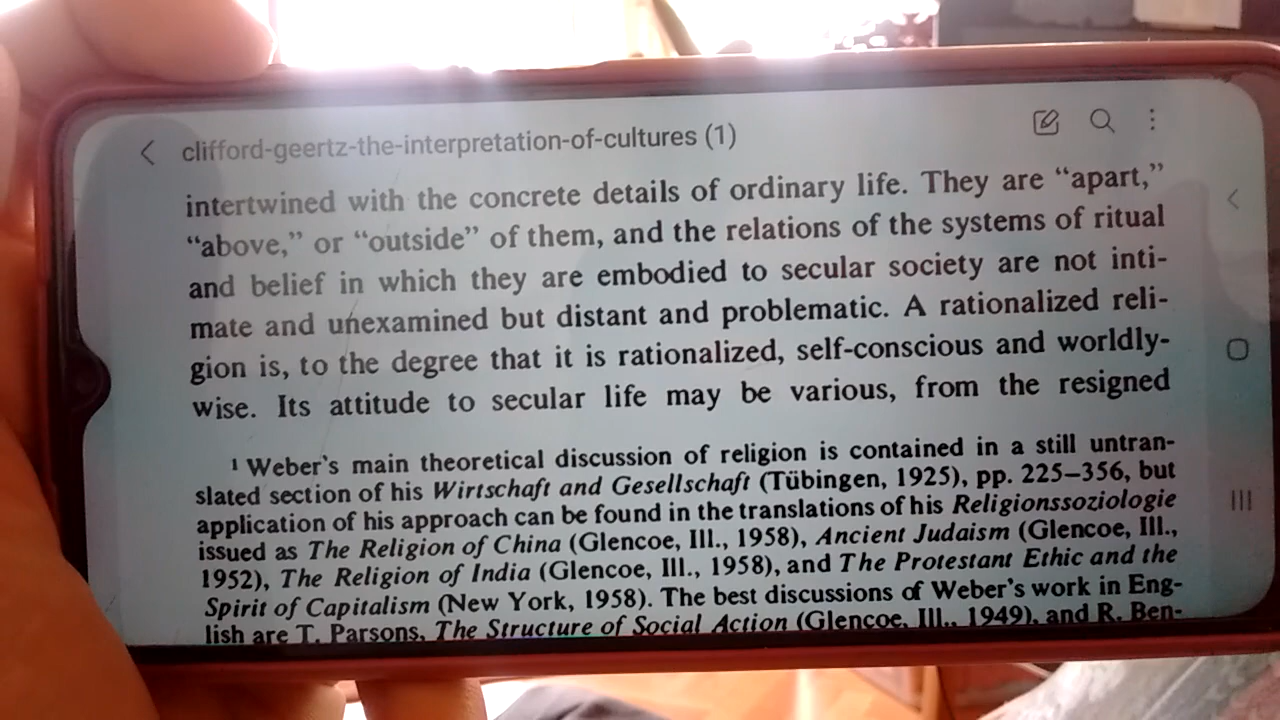 clifford-geertz-the-interpretation-of-cultures (1)
intertwined with the concrete details of ordinary life. They are “apart,”
“above,” or “outside” of them, and the relations of the systems of ritual
and belief in which they are embodied to secular society are not inti-
mate and unexamined but distant and problematic. A rationalized reli-
gion is, to the degree that it is rationalized, self-conscious and worldly-
wise. Its attitude to secular life may be various, from the resigned
1 Weber’s main theoretical discussion of religion is contained in a still untran-
slated section of his Wirtschaft and Gesellschaft (Tübingen, 1925), pp. 225–356, but
application of his approach can be found in the translations of his Religionssoziologie
issued as The Religion of China (Glencoe, Ill., 1958), Ancient Judaism (Glencoe, Ill.,
1952), The Religion of India (Glencoe, Ill., 1958), and The Protestant Ethic and the
Spirit of Capitalism (New York, 1958). The best discussions of Weber’s work in Eng-
lish are T. Parsons, The Structure of Social Action (Glencoe, Ill., 1949), and R. Ben-